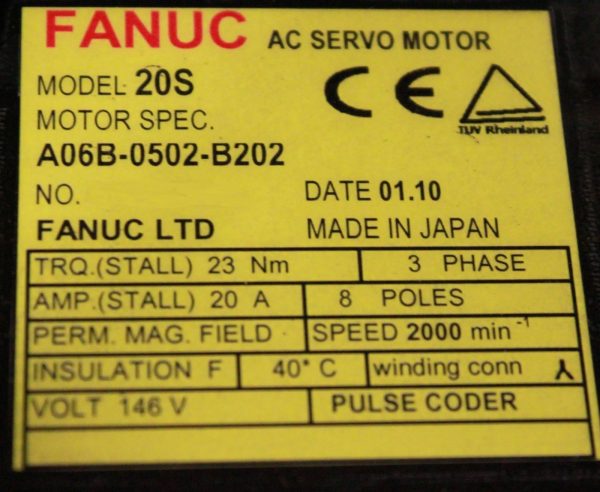 FANUC AC SERVO MOTOR
MODEL 20S
MOTOR SPEC.
TUV Rheinland
A06B-0502-B202
NO. DATE 01.10
FANUC LTD MADE IN JAPAN
TRQ.(STALL) 23 Nm 3 PHASE
AMP.(STALL) 20 A 8 POLES
PERM. MAG. FIELD SPEED 2000 min⁻¹
INSULATION F 40° C winding conn
VOLT 146 V PULSE CODER